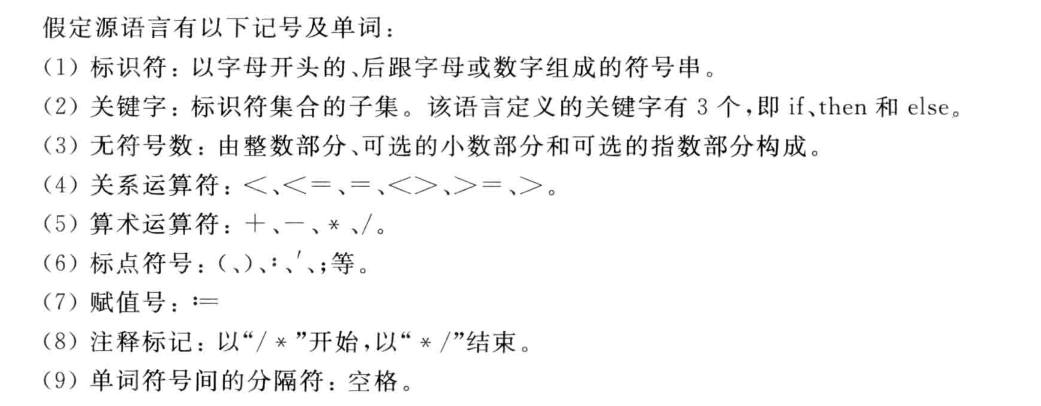 假定源语言有以下记号及单词：
（1）标识符：以字母开头的、后跟字母或数字组成的符号串。
（2）关键字：标识符集合的子集。该语言定义的关键字有 3 个，即 if、then 和 else。
（3）无符号数：由整数部分、可选的小数部分和可选的指数部分构成。
（4）关系运算符：<、<=、=、<>、>=、>。
（5）算术运算符：+、-、*、/。
（6）标点符号：(、)、:、'、;等。
（7）赋值号：:=
（8）注释标记：以“/ *”开始，以“* /”结束。
（9）单词符号间的分隔符：空格。